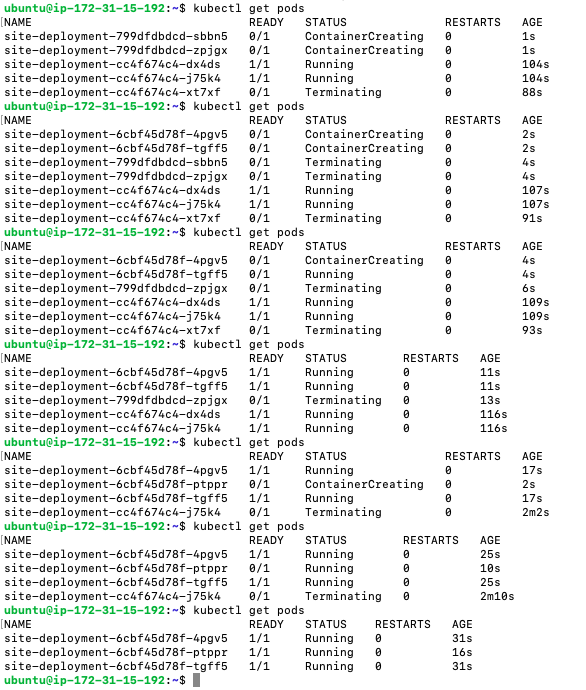 ubuntu@ip-172-31-15-192:~$ kubectl get pods
NAME READY STATUS RESTARTS AGE
site-deployment-799dfdbdcd-sbbn5 0/1 ContainerCreating 0 1s
site-deployment-799dfdbdcd-zpjgx 0/1 ContainerCreating 0 1s
site-deployment-cc4f674c4-dx4ds 1/1 Running 0 104s
site-deployment-cc4f674c4-j75k4 1/1 Running 0 104s
site-deployment-cc4f674c4-xt7xf 0/1 Terminating 0 88s
ubuntu@ip-172-31-15-192:~$ kubectl get pods
NAME READY STATUS RESTARTS AGE
site-deployment-6cbf45d78f-4pgv5 0/1 ContainerCreating 0 2s
site-deployment-6cbf45d78f-tgff5 0/1 ContainerCreating 0 2s
site-deployment-799dfdbdcd-sbbn5 0/1 Terminating 0 4s
site-deployment-799dfdbdcd-zpjgx 0/1 Terminating 0 4s
site-deployment-cc4f674c4-dx4ds 1/1 Running 0 107s
site-deployment-cc4f674c4-j75k4 1/1 Running 0 107s
site-deployment-cc4f674c4-xt7xf 0/1 Terminating 0 91s
ubuntu@ip-172-31-15-192:~$ kubectl get pods
NAME READY STATUS RESTARTS AGE
site-deployment-6cbf45d78f-4pgv5 0/1 ContainerCreating 0 4s
site-deployment-6cbf45d78f-tgff5 1/1 Running 0 4s
site-deployment-799dfdbdcd-zpjgx 0/1 Terminating 0 6s
site-deployment-cc4f674c4-dx4ds 1/1 Running 0 109s
site-deployment-cc4f674c4-j75k4 1/1 Running 0 109s
site-deployment-cc4f674c4-xt7xf 0/1 Terminating 0 93s
ubuntu@ip-172-31-15-192:~$ kubectl get pods
NAME READY STATUS RESTARTS AGE
site-deployment-6cbf45d78f-4pgv5 1/1 Running 0 11s
site-deployment-6cbf45d78f-tgff5 1/1 Running 0 11s
site-deployment-799dfdbdcd-zpjgx 0/1 Terminating 0 13s
site-deployment-cc4f674c4-dx4ds 1/1 Running 0 116s
site-deployment-cc4f674c4-j75k4 1/1 Running 0 116s
ubuntu@ip-172-31-15-192:~$ kubectl get pods
NAME READY STATUS RESTARTS AGE
site-deployment-6cbf45d78f-4pgv5 1/1 Running 0 17s
site-deployment-6cbf45d78f-ptppr 0/1 ContainerCreating 0 2s
site-deployment-6cbf45d78f-tgff5 1/1 Running 0 17s
site-deployment-cc4f674c4-j75k4 1/1 Terminating 0 2m2s
ubuntu@ip-172-31-15-192:~$ kubectl get pods
NAME READY STATUS RESTARTS AGE
site-deployment-6cbf45d78f-4pgv5 1/1 Running 0 25s
site-deployment-6cbf45d78f-ptppr 1/1 Running 0 10s
site-deployment-6cbf45d78f-tgff5 1/1 Running 0 25s
site-deployment-cc4f674c4-j75k4 0/1 Terminating 0 2m10s
ubuntu@ip-172-31-15-192:~$ kubectl get pods
NAME READY STATUS RESTARTS AGE
site-deployment-6cbf45d78f-4pgv5 1/1 Running 0 31s
site-deployment-6cbf45d78f-ptppr 1/1 Running 0 16s
site-deployment-6cbf45d78f-tgff5 1/1 Running 0 31s
ubuntu@ip-172-31-15-192:~$